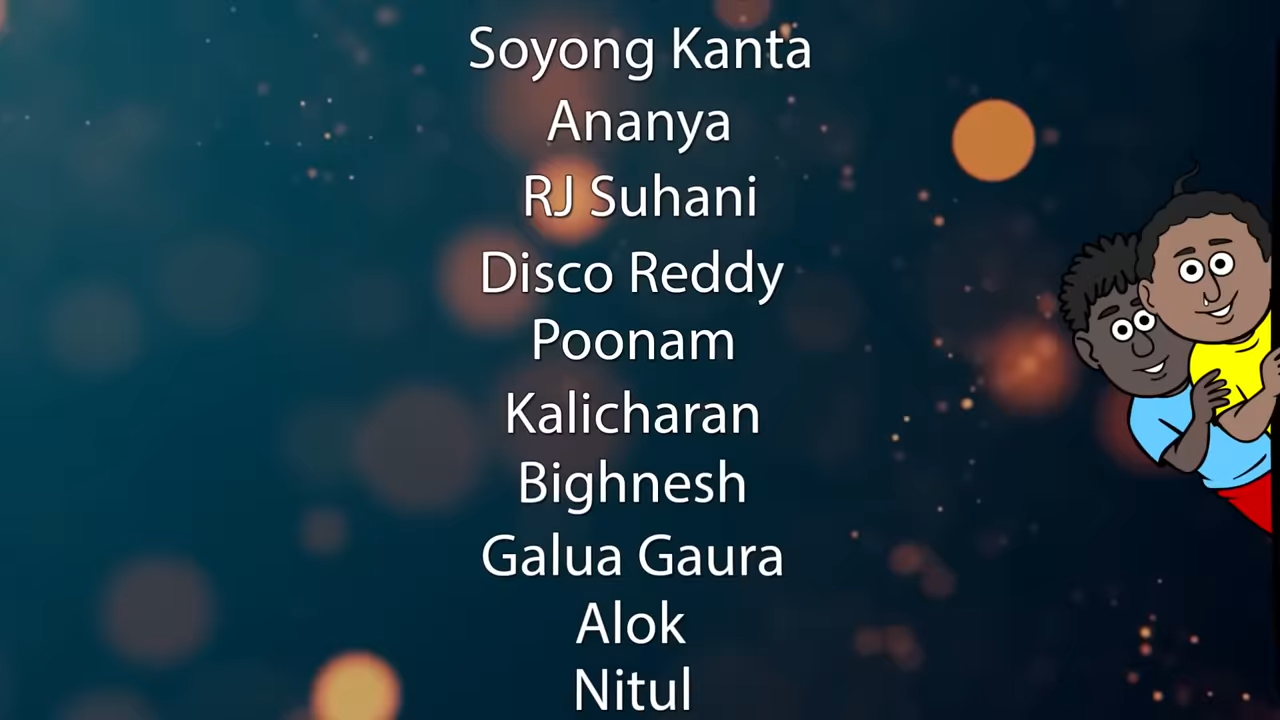 Soyong Kanta
Ananya
RJ Suhani
Disco Reddy
Poonam
Kalicharan
Bighnesh
Galua Gaura
Alok
Nitul